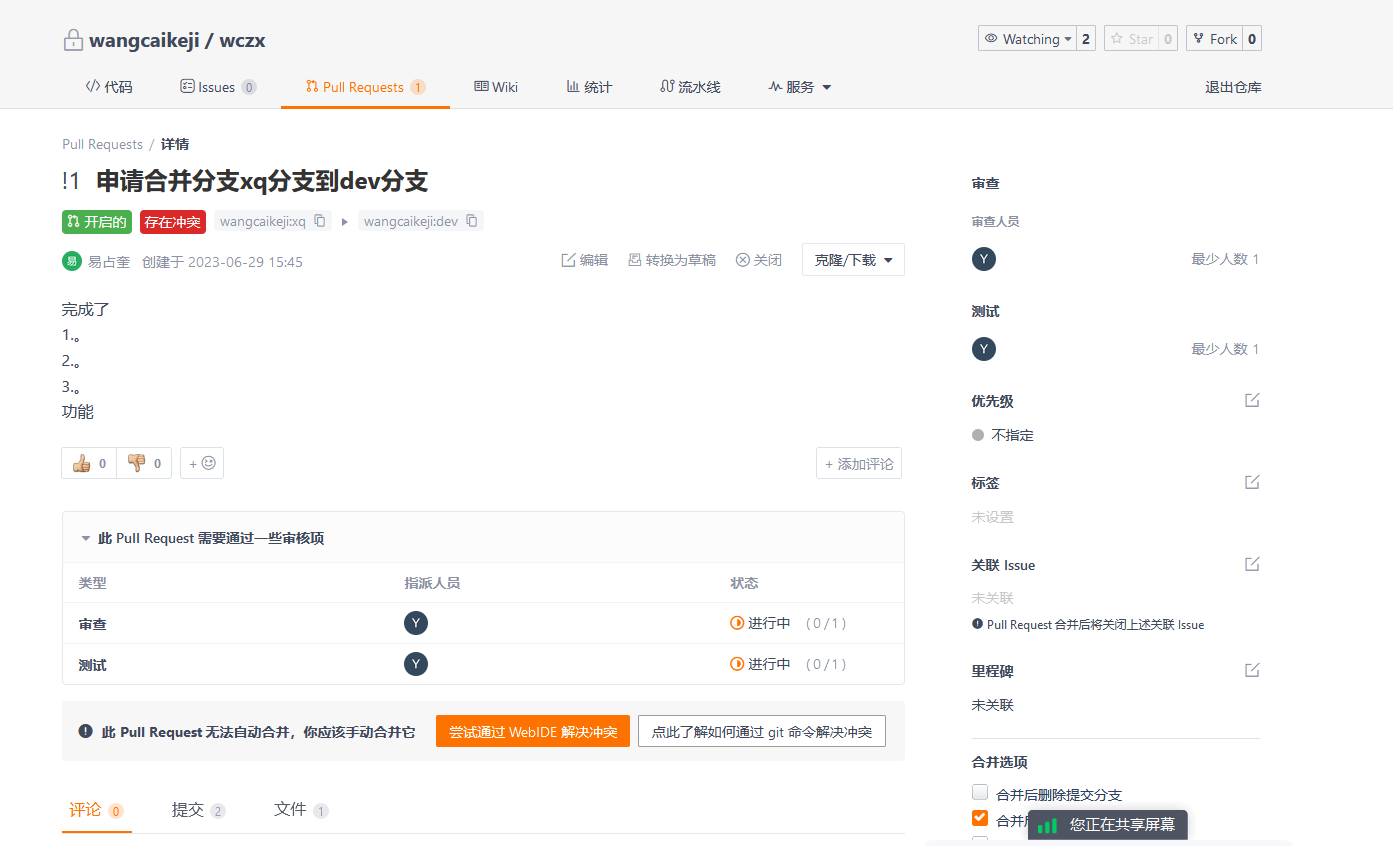 wangcaikeji / wczx
Watching 2 Star 0 Fork 0
代码 Issues 0 Pull Requests 1 Wiki 统计 流水线 服务 退出仓库
Pull Requests / 详情
!1 申请合并分支xq分支到dev分支
开启的 存在冲突 wangcaikeji:xq wangcaikeji:dev
易 易占奎 创建于 2023-06-29 15:45 编辑 转换为草稿 关闭 克隆/下载
完成了
1.。
2.。
3.。
功能
0 0 + + 添加评论
此 Pull Request 需要通过一些审核项
类型 指派人员 状态
审查 Y 进行中 ( 0 / 1 )
测试 Y 进行中 ( 0 / 1 )
此 Pull Request 无法自动合并，你应该手动合并它 尝试通过 WebIDE 解决冲突 点此了解如何通过 git 命令解决冲突
评论 0 提交 2 文件 1
审查
审查人员
Y 最少人数 1
测试
Y 最少人数 1
优先级
不指定
标签
未设置
关联 Issue
未关联
Pull Request 合并后将关闭上述关联 Issue
里程碑
未关联
合并选项
合并后删除提交分支
合并
您正在共享屏幕